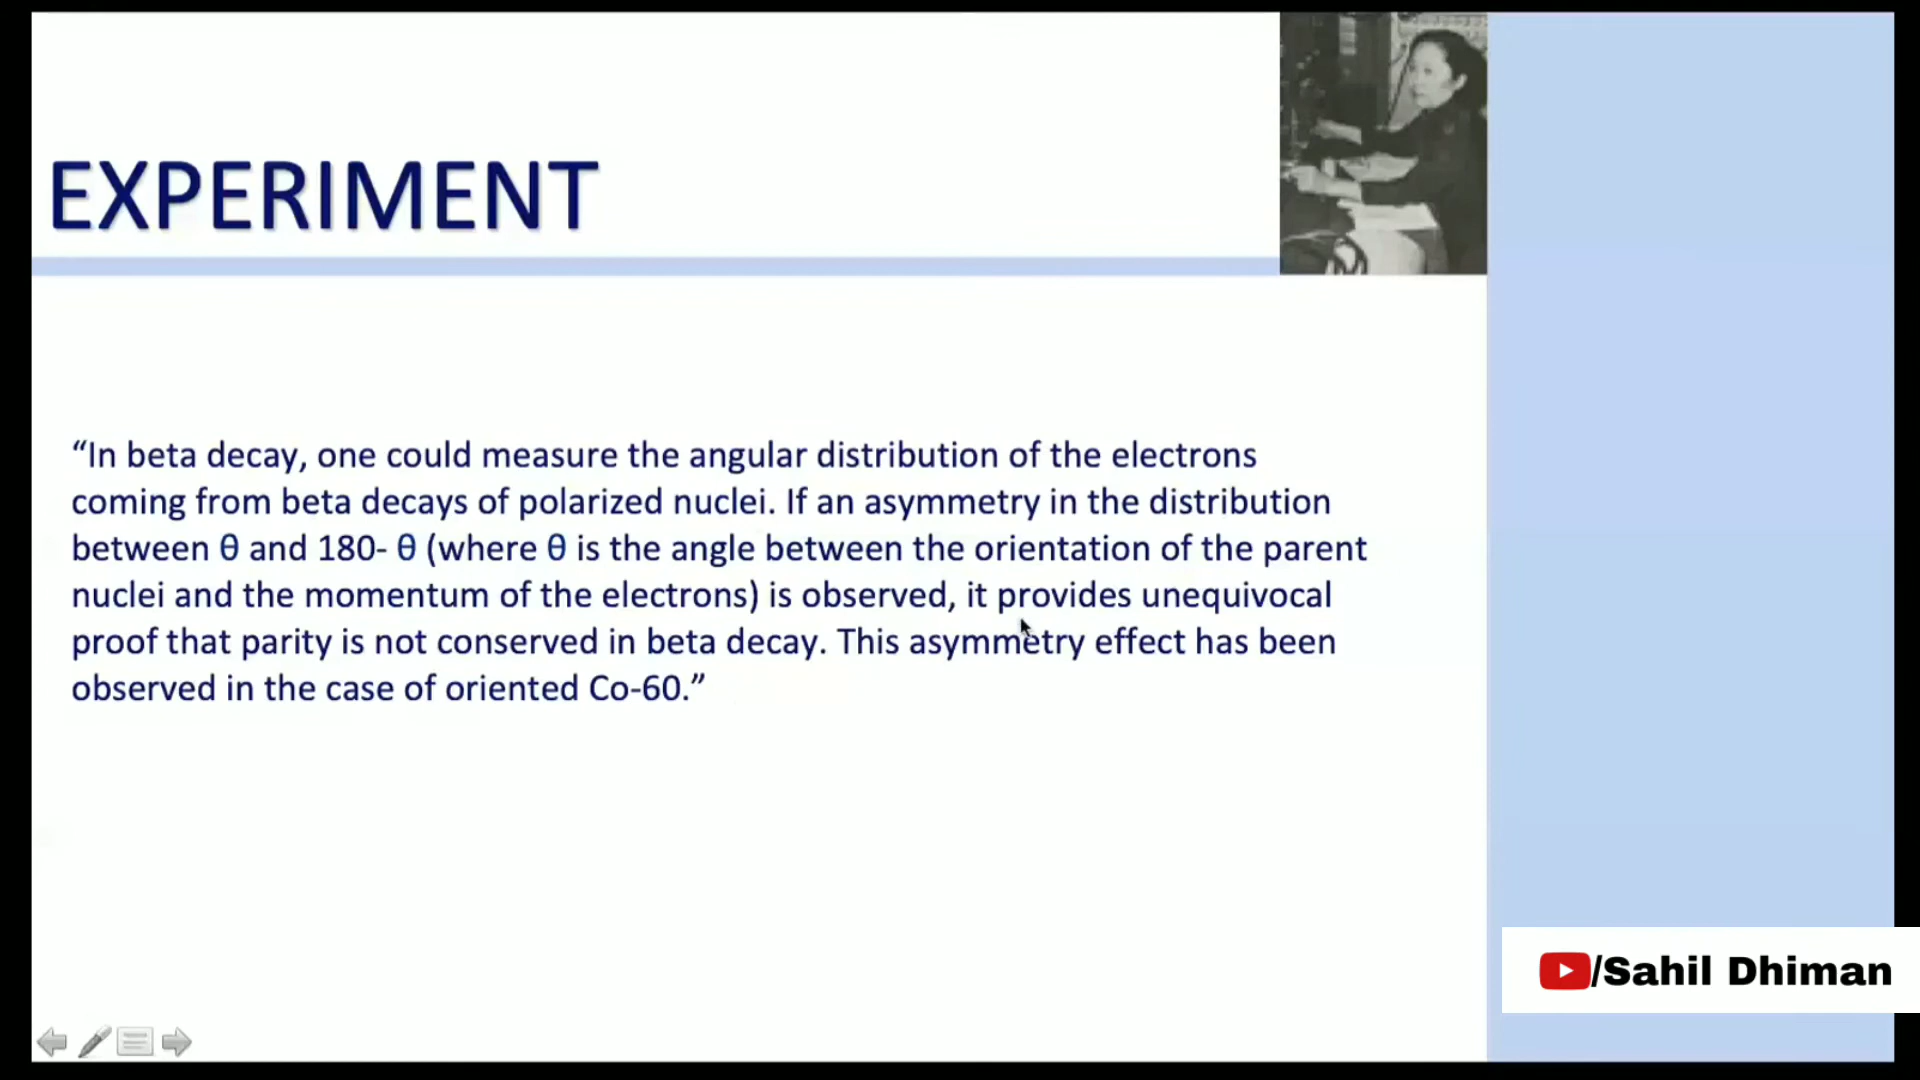 EXPERIMENT
“In beta decay, one could measure the angular distribution of the electrons
coming from beta decays of polarized nuclei. If an asymmetry in the distribution
between θ and 180- θ (where θ is the angle between the orientation of the parent
nuclei and the momentum of the electrons) is observed, it provides unequivocal
proof that parity is not conserved in beta decay. This asymmetry effect has been
observed in the case of oriented Co-60.”
/Sahil Dhiman